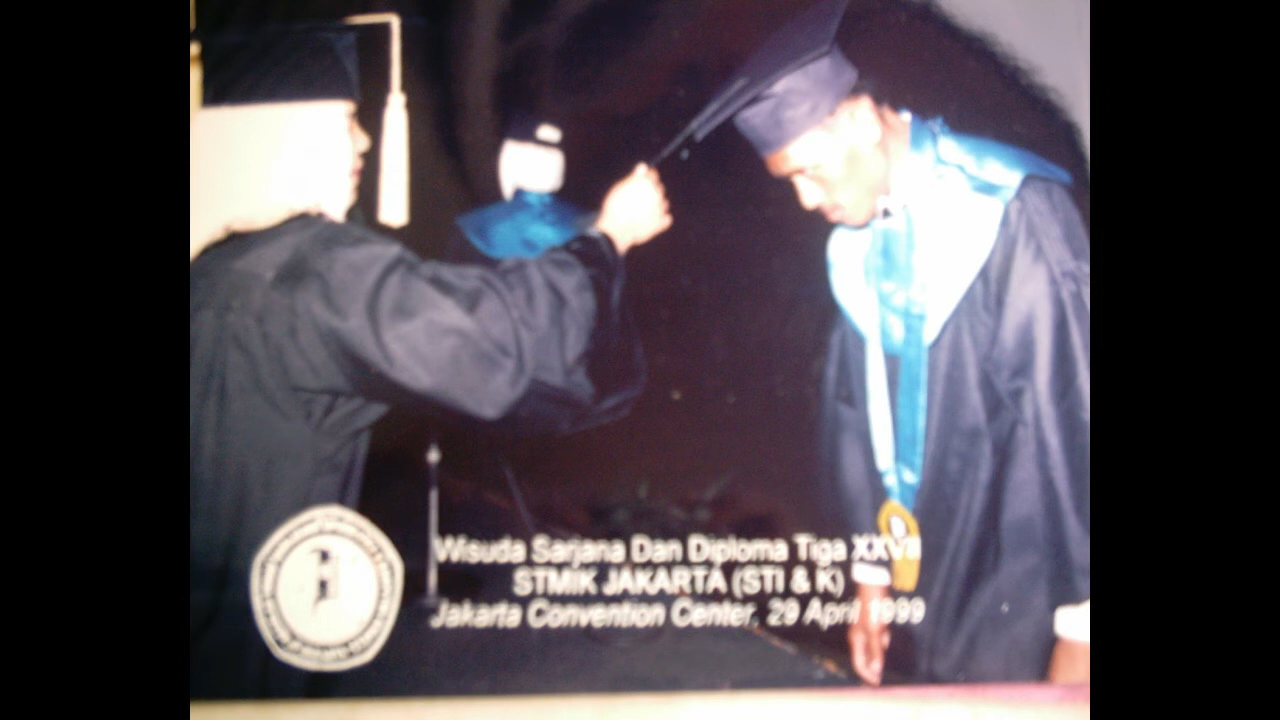 Wisuda Sarjana Dan Diploma Tiga XXVII
STMIK JAKARTA (STI & K)
Jakarta Convention Center, 29 April 1999